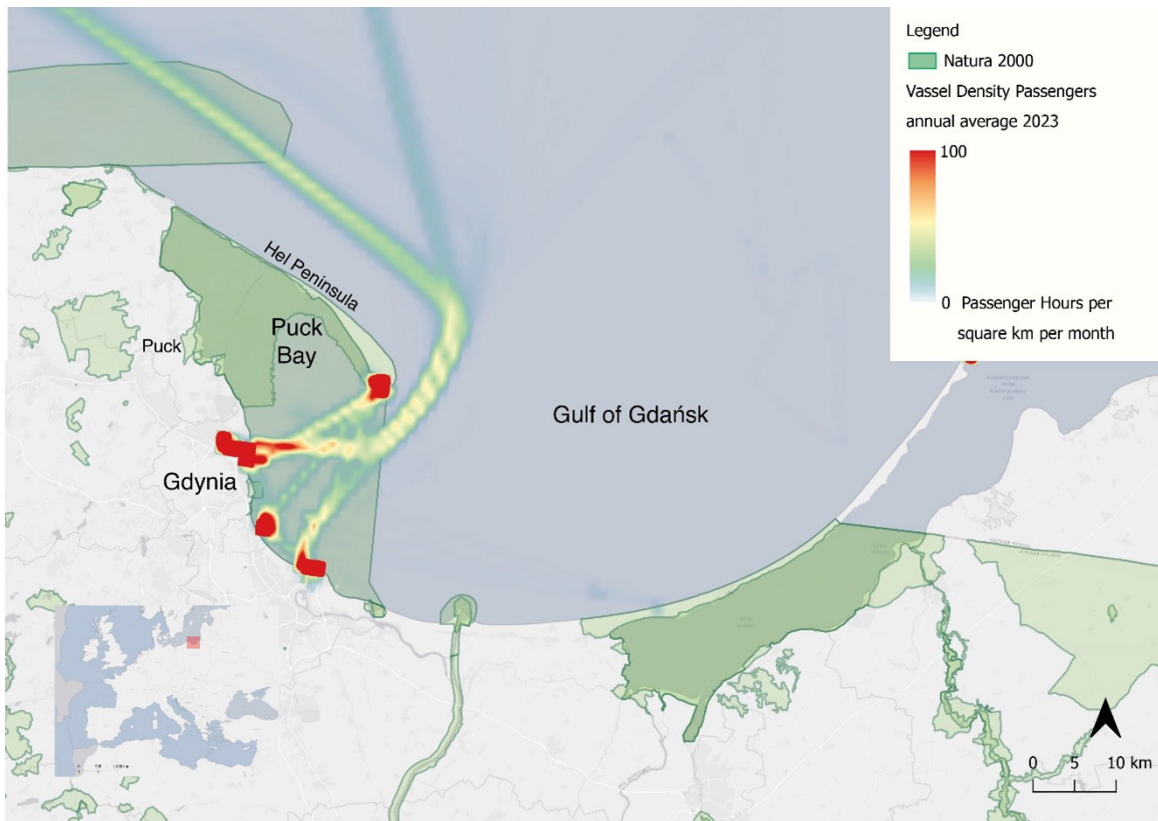 Legend
Natura 2000
Vassel Density Passengers
annual average 2023
100
0 Passenger Hours per
square km per month
Hel Peninsula
Puck
Bay
Puck
Gulf of Gdańsk
Gdynia
0 5 10 km